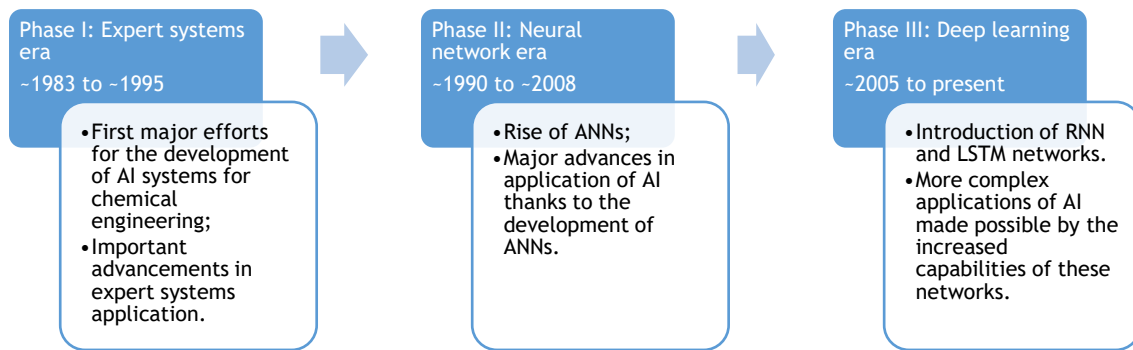 Phase I: Expert systems
era
~1983 to ~1995
•First major efforts
for the development
of AI systems for
chemical
engineering;
•Important
advancements in
expert systems
application.
Phase II: Neural
network era
~1990 to ~2008
•Rise of ANNs;
•Major advances in
application of AI
thanks to the
development of
ANNs.
Phase III: Deep learning
era
~2005 to present
•Introduction of RNN
and LSTM networks.
•More complex
applications of AI
made possible by the
increased
capabilities of these
networks.